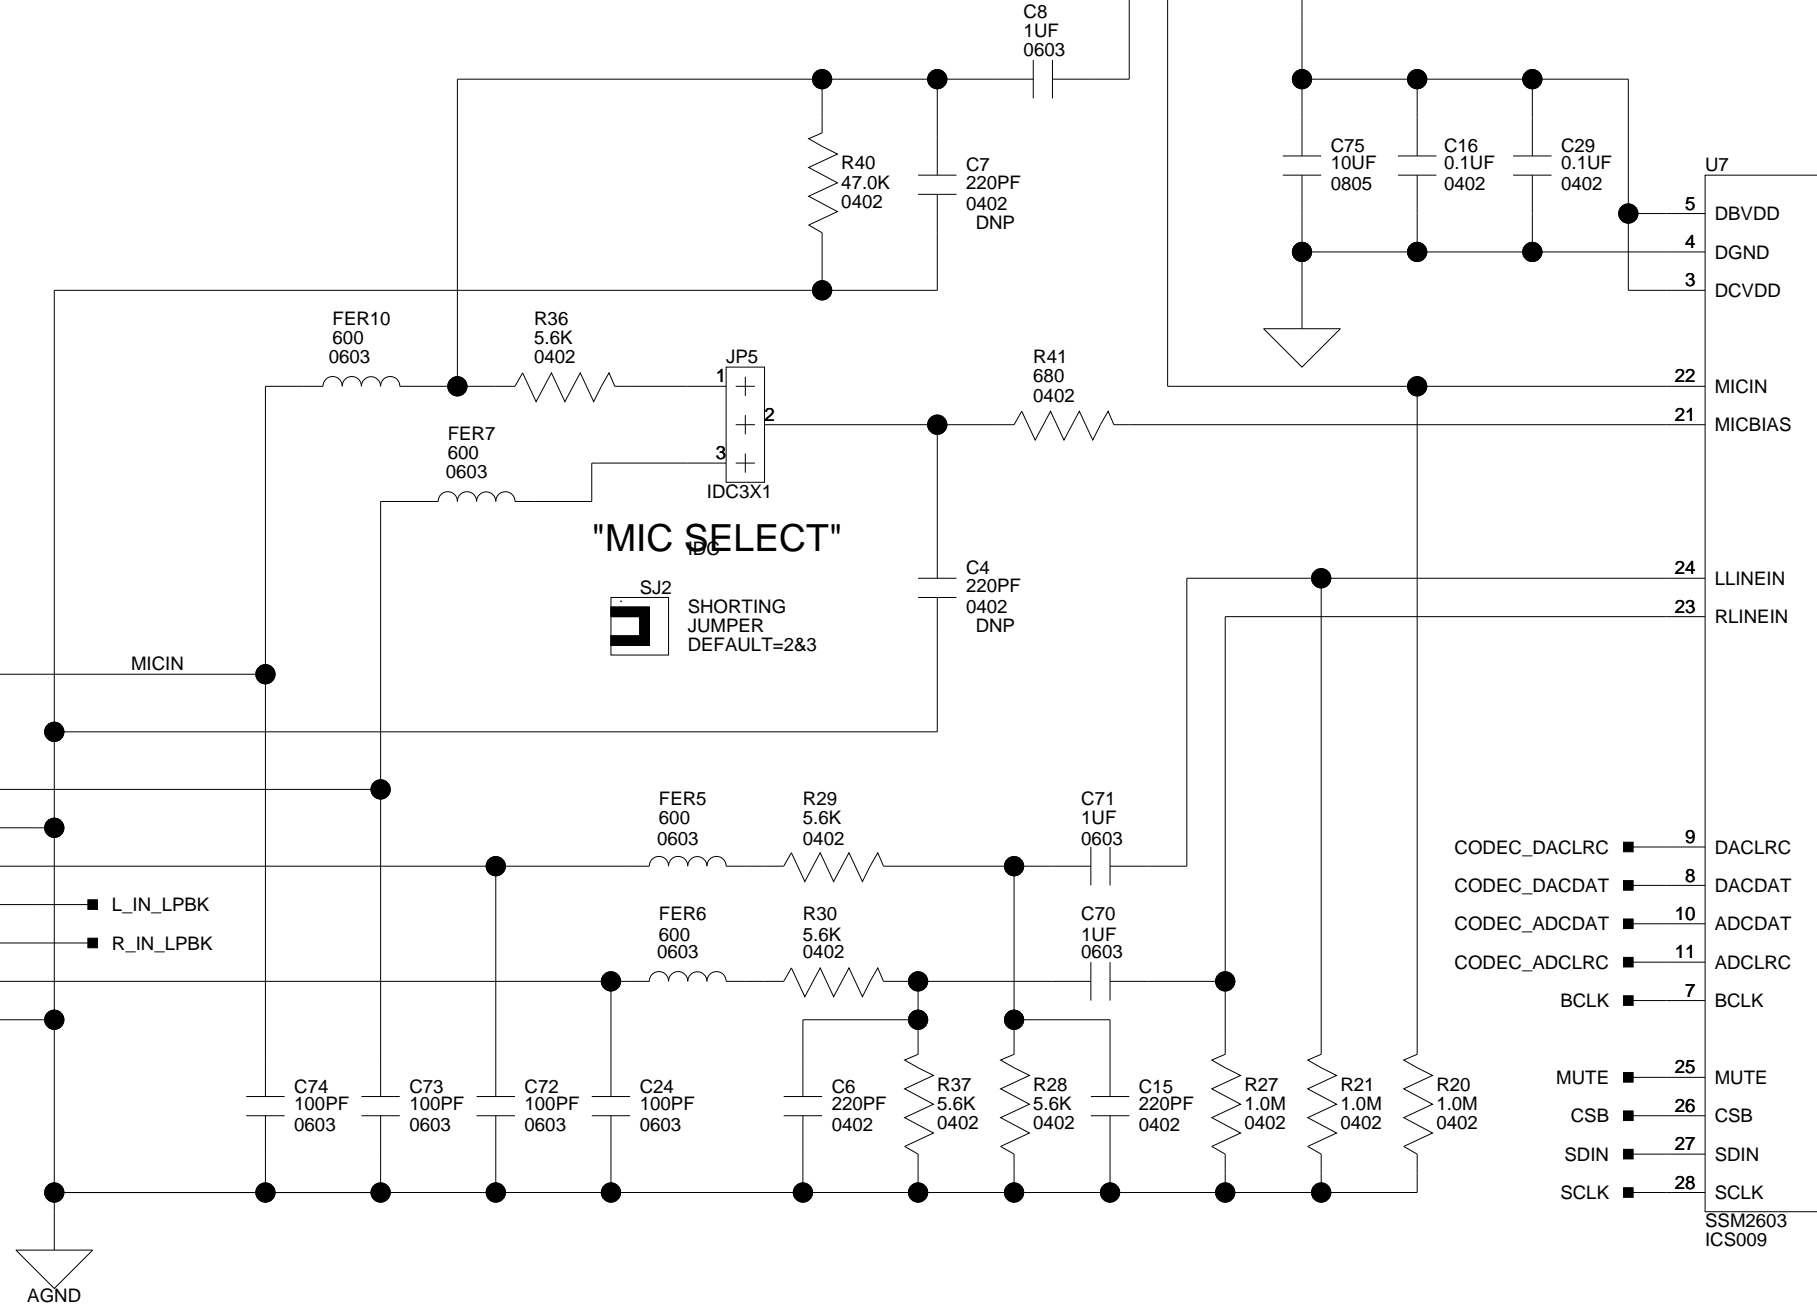 C8
1UF
0603
R40
47.0K
0402
C7
220PF
0402
DNP
C75
10UF
0805
C16
0.1UF
0402
C29
0.1UF
0402
U7
5 DBVDD
4 DGND
3 DCVDD
FER10
600
0603
R36
5.6K
0402
JP5
1
2
3
IDC3X1
R41
680
0402
22 MICIN
21 MICBIAS
FER7
600
0603
"MIC SELECT"
IDC
SJ2
SHORTING
JUMPER
DEFAULT=2&3
C4
220PF
0402
DNP
24 LLINEIN
23 RLINEIN
MICIN
FER5
600
0603
R29
5.6K
0402
C71
1UF
0603
L_IN_LPBK
R_IN_LPBK
FER6
600
0603
R30
5.6K
0402
C70
1UF
0603
CODEC_DACLRC 9 DACLRC
CODEC_DACDAT 8 DACDAT
CODEC_ADCDAT 10 ADCDAT
CODEC_ADCLRC 11 ADCLRC
BCLK 7 BCLK
C74
100PF
0603
C73
100PF
0603
C72
100PF
0603
C24
100PF
0603
C6
220PF
0402
R37
5.6K
0402
R28
5.6K
0402
C15
220PF
0402
R27
1.0M
0402
R21
1.0M
0402
R20
1.0M
0402
MUTE 25 MUTE
CSB 26 CSB
SDIN 27 SDIN
SCLK 28 SCLK
SSM2603
ICS009
AGND